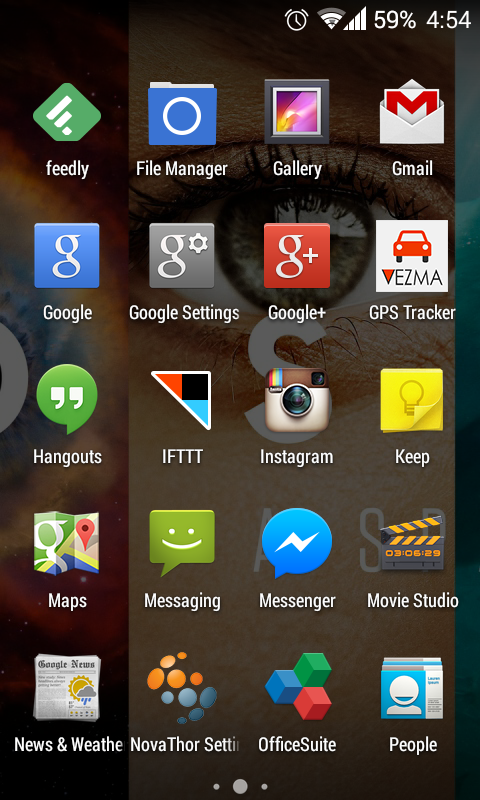 59% 4:54
feedly File Manager Gallery Gmail
g g g+ VEZMA
Google Google Settings Google+ GPS Tracker
Hangouts IFTTT Instagram Keep
S
g 03:06:29
Maps Messaging Messenger Movie Studio
A S P
Google News
News & Weathe NovaThor Settin OfficeSuite People